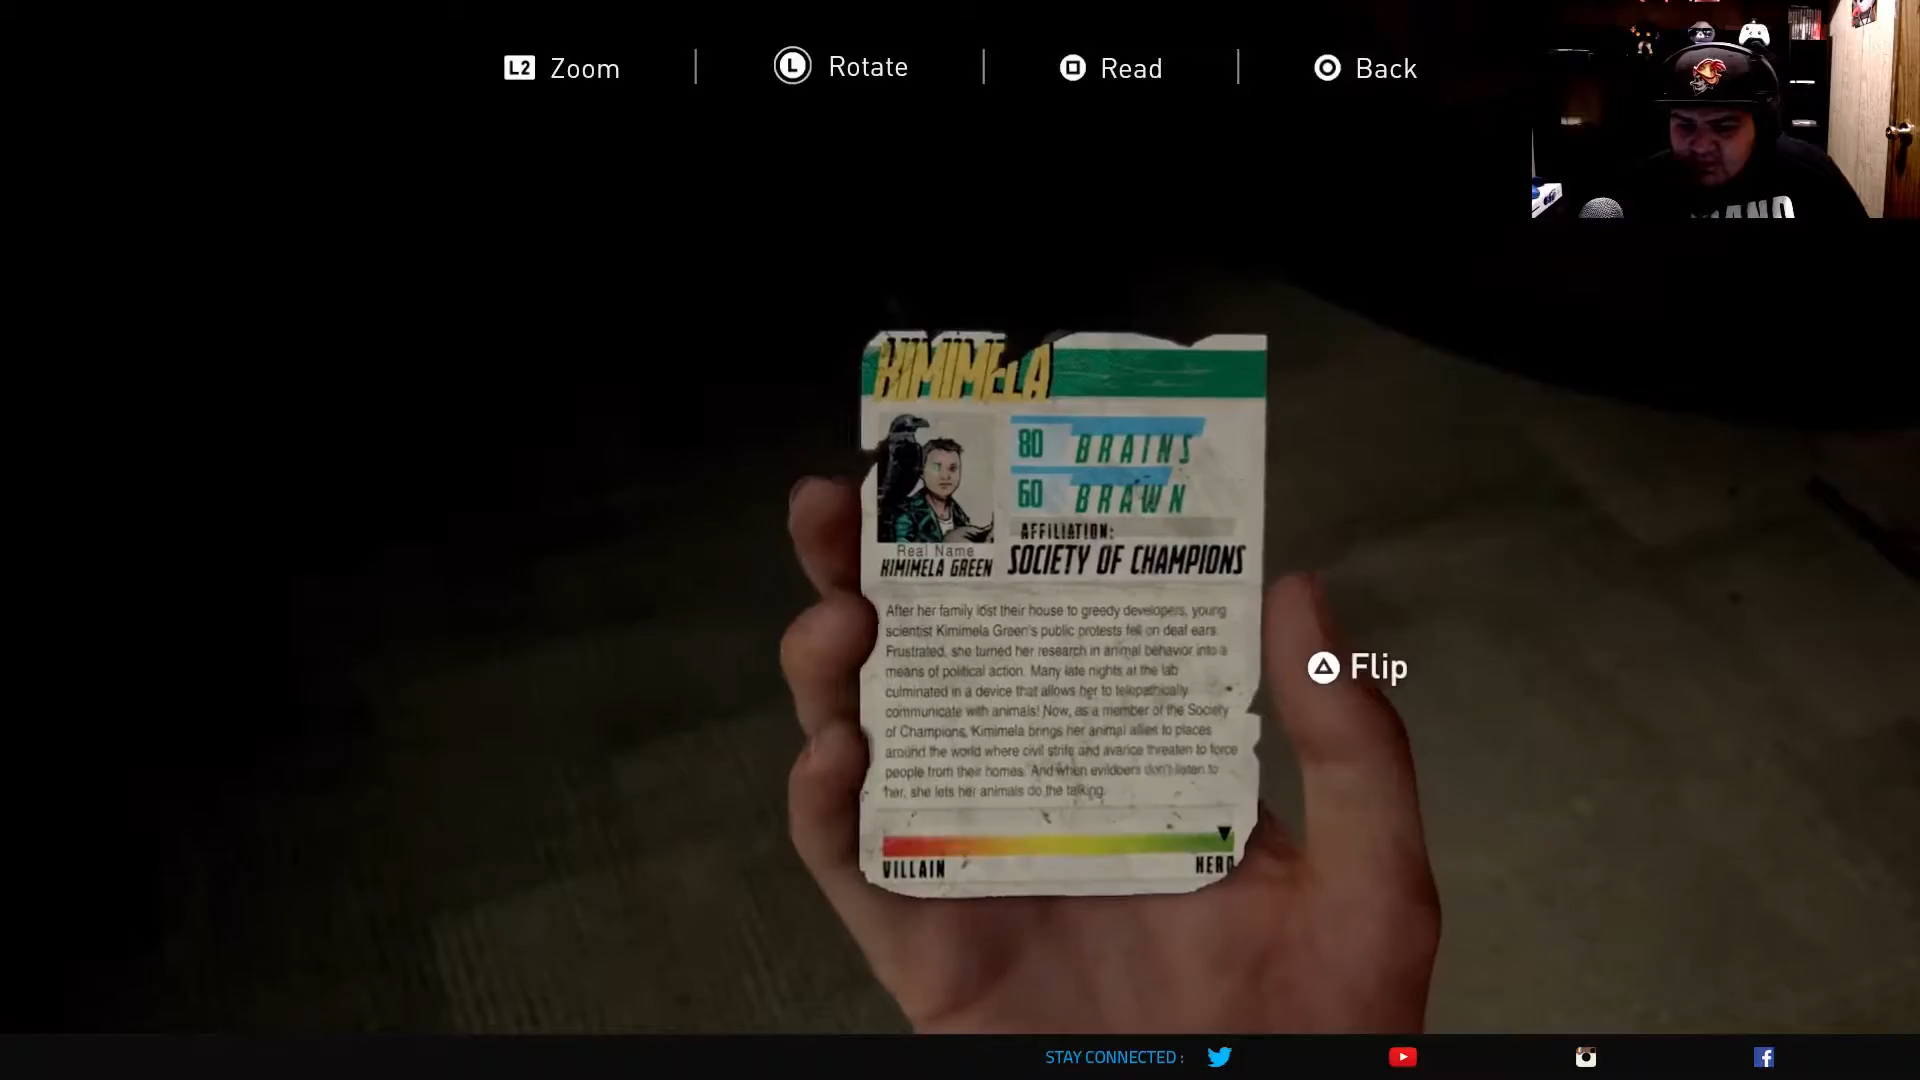 L2 Zoom
L Rotate
Read
Back
KIMIMELA
80 BRAINS
60 BRAWN
AFFILIATION:
SOCIETY OF CHAMPIONS
Real Name
KIMIMELA GREEN
After her family lost their house to greedy developers, young
scientist Kimimela Green's public protests fell on deaf ears.
Frustrated, she turned her research in animal behavior into a
means of political action. Many late nights at the lab
culminated in a device that allows her to telepathically
communicate with animals! Now, as a member of the Society
of Champions, Kimimela brings her animal allies to places
around the world where civil strife and avarice threaten to force
people from their homes. And when evildoers don't listen to
her, she lets her animals do the talking.
VILLAIN
HERO
Flip
STAY CONNECTED :